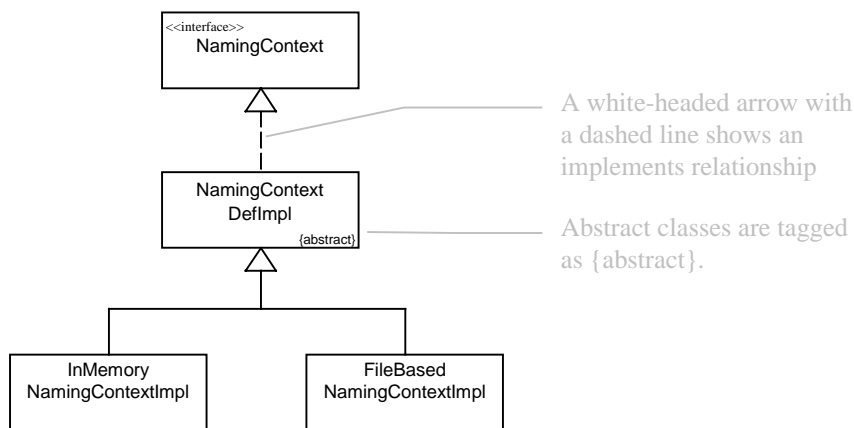 <<interface>>
NamingContext
A white-headed arrow with
a dashed line shows an
implements relationship
NamingContext
DefImpl
{abstract}
Abstract classes are tagged
as {abstract}.
InMemory
NamingContextImpl
FileBased
NamingContextImpl